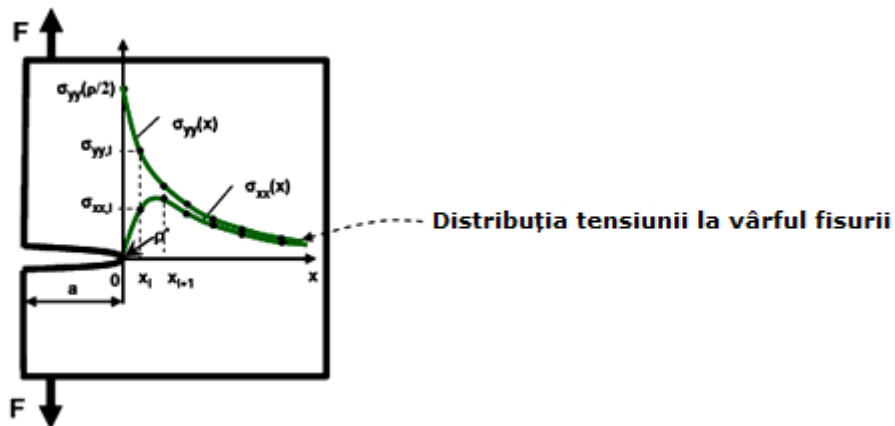 F
σyy(ρ/2)
σyy(x)
σyy,i
σxx(x)
σxx,i
ρ*
Distribuția tensiunii la vârful fisurii
0 xi xi+1 x
a
F